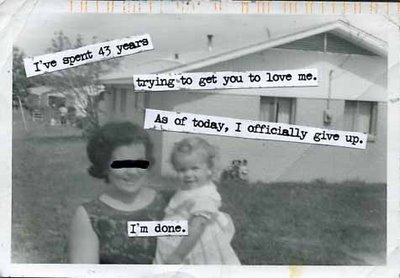 I've spent 43 years
trying to get you to love me.
As of today, I officially give up.
I'm done.